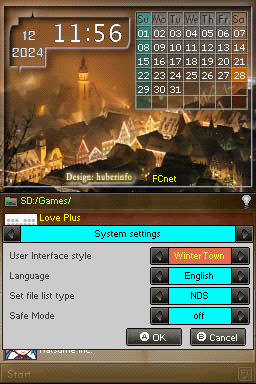 12
2024
11:56
Su Mo Tu We Th Fr Sa
01 02 03 04 05 06 07
08 09 10 11 12 13 14
15 16 17 18 19 20 21
22 23 24 25 26 27 28
29 30 31
Design: huberinfo
FCnet
SD:/Games/
Love Plus
System settings
User Interface style
WinterTown
Language
English
Set file list type
NDS
Safe Mode
off
A OK
B Cancel
Natsume Inc.
Start